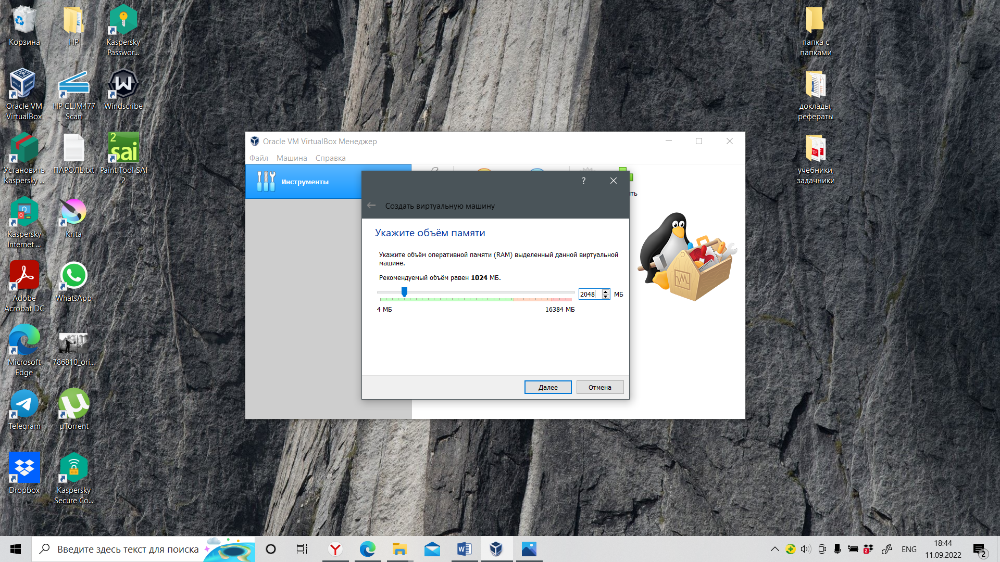 Корзина
HP
Kaspersky
Passwor...
Oracle VM
VirtualBox
HP CLJM477
Scan
Windscribe
Установить
Kaspersky ...
ПАРОЛЬ.txt
2
sai
Paint Tool SAI
2
Kaspersky
Internet ...
Krita
Adobe
Acrobat DC
WhatsApp
Microsoft
Edge
786810_ori...
Telegram
µTorrent
Dropbox
Kaspersky
Secure Co...
папка с
папками
доклады,
рефераты
PDF
учебники,
задачники
Oracle VM VirtualBox Менеджер
Файл Машина Справка
Инструменты
ить
?
Создать виртуальную машину
Укажите объём памяти
Укажите объём оперативной памяти (RAM) выделенный данной виртуальной
машине.
Рекомендуемый объём равен 1024 МБ.
2048 МБ
4 МБ 16384 МБ
Далее Отмена
Введите здесь текст для поиска
ENG
18:44
11.09.2022
2